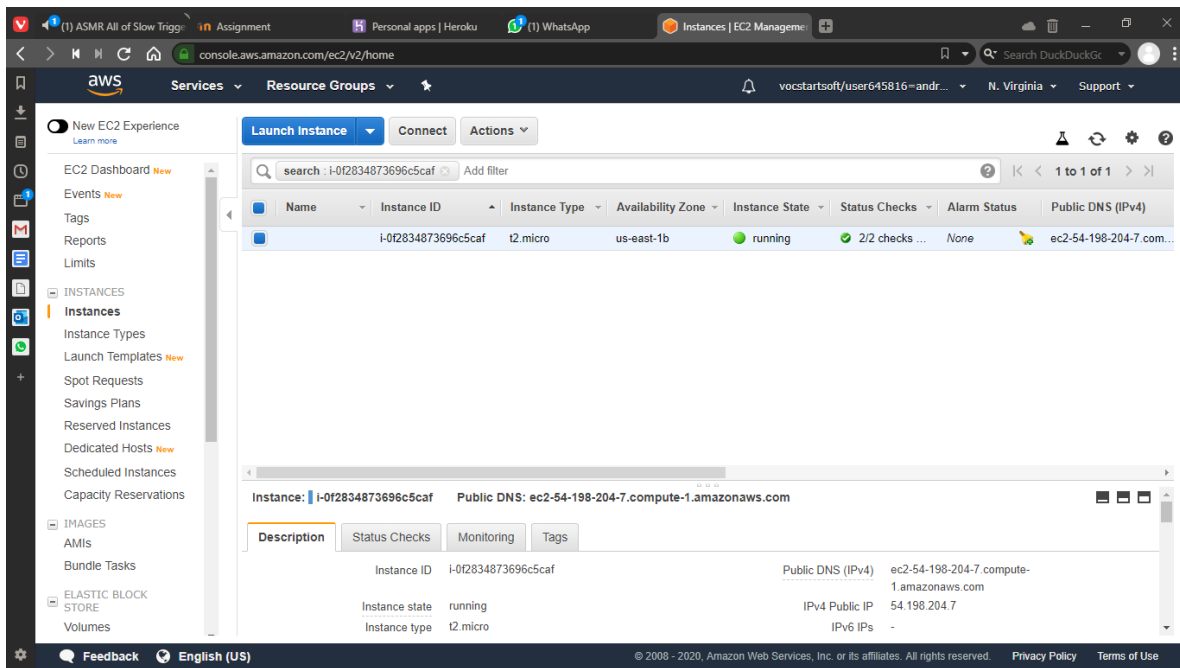 (1) ASMR All of Slow Trigge
Assignment
Personal apps | Heroku
(1) WhatsApp
Instances | EC2 Manageme
console.aws.amazon.com/ec2/v2/home
Search DuckDuckGo
aws
Services
Resource Groups
vocstartsoft/user645816=andr...
N. Virginia
Support
New EC2 Experience
Learn more
Launch Instance
Connect
Actions
search : i-0f2834873696c5caf
Add filter
1 to 1 of 1
Name
Instance ID
Instance Type
Availability Zone
Instance State
Status Checks
Alarm Status
Public DNS (IPv4)
i-0f2834873696c5caf
t2.micro
us-east-1b
running
2/2 checks ...
None
ec2-54-198-204-7.com...
EC2 Dashboard New
Events New
Tags
Reports
Limits
INSTANCES
Instances
Instance Types
Launch Templates New
Spot Requests
Savings Plans
Reserved Instances
Dedicated Hosts New
Scheduled Instances
Capacity Reservations
IMAGES
AMIs
Bundle Tasks
ELASTIC BLOCK
STORE
Volumes
Instance: i-0f2834873696c5caf
Public DNS: ec2-54-198-204-7.compute-1.amazonaws.com
Description
Status Checks
Monitoring
Tags
Instance ID
i-0f2834873696c5caf
Instance state
running
Instance type
t2.micro
Public DNS (IPv4)
ec2-54-198-204-7.compute-
1.amazonaws.com
IPv4 Public IP
54.198.204.7
IPv6 IPs
-
Feedback
English (US)
© 2008 - 2020, Amazon Web Services, Inc. or its affiliates. All rights reserved.
Privacy Policy
Terms of Use